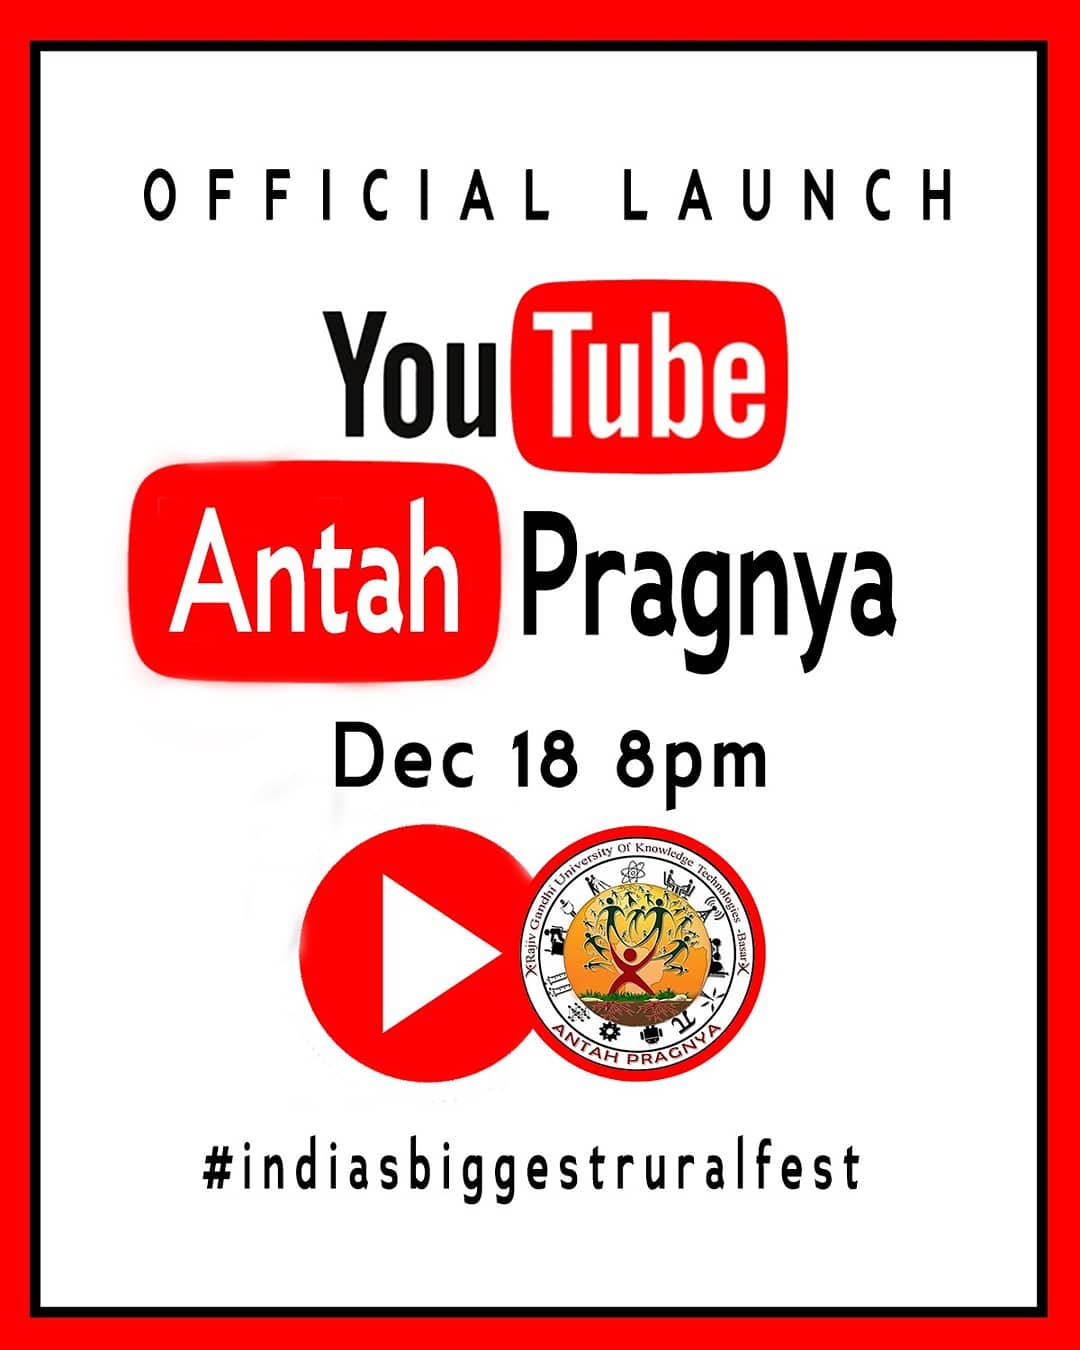 OFFICIAL LAUNCH
YouTube
Antah Pragnya
Dec 18 8pm
Rajiv Gandhi University Of Knowledge Technologies -Basar
ANTAH PRAGNYA
#indiasbiggestruralfest